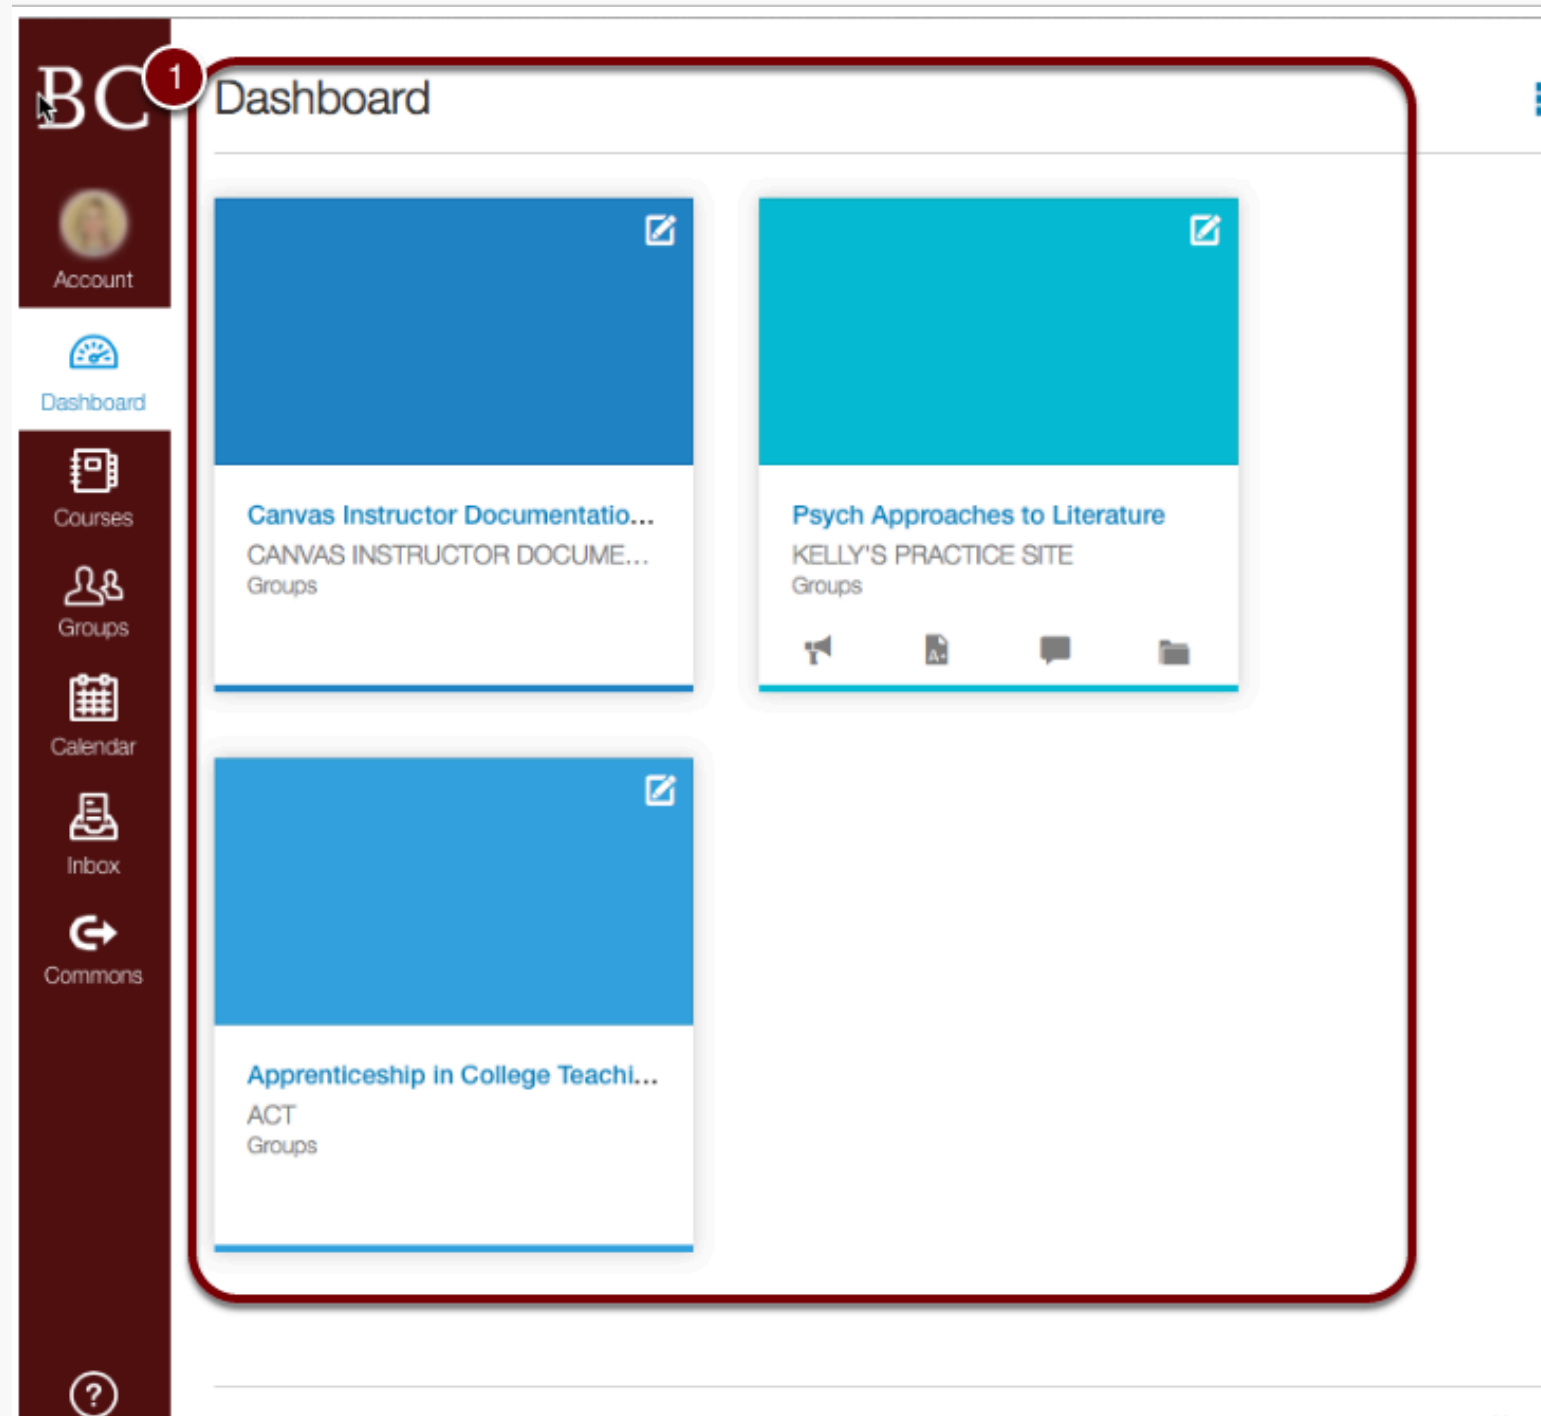 BC
1
Dashboard
Account
Dashboard
Courses
Groups
Calendar
Inbox
Commons
?
Canvas Instructor Documentatio...
CANVAS INSTRUCTOR DOCUME...
Groups
Psych Approaches to Literature
KELLY'S PRACTICE SITE
Groups
A+
Apprenticeship in College Teachi...
ACT
Groups